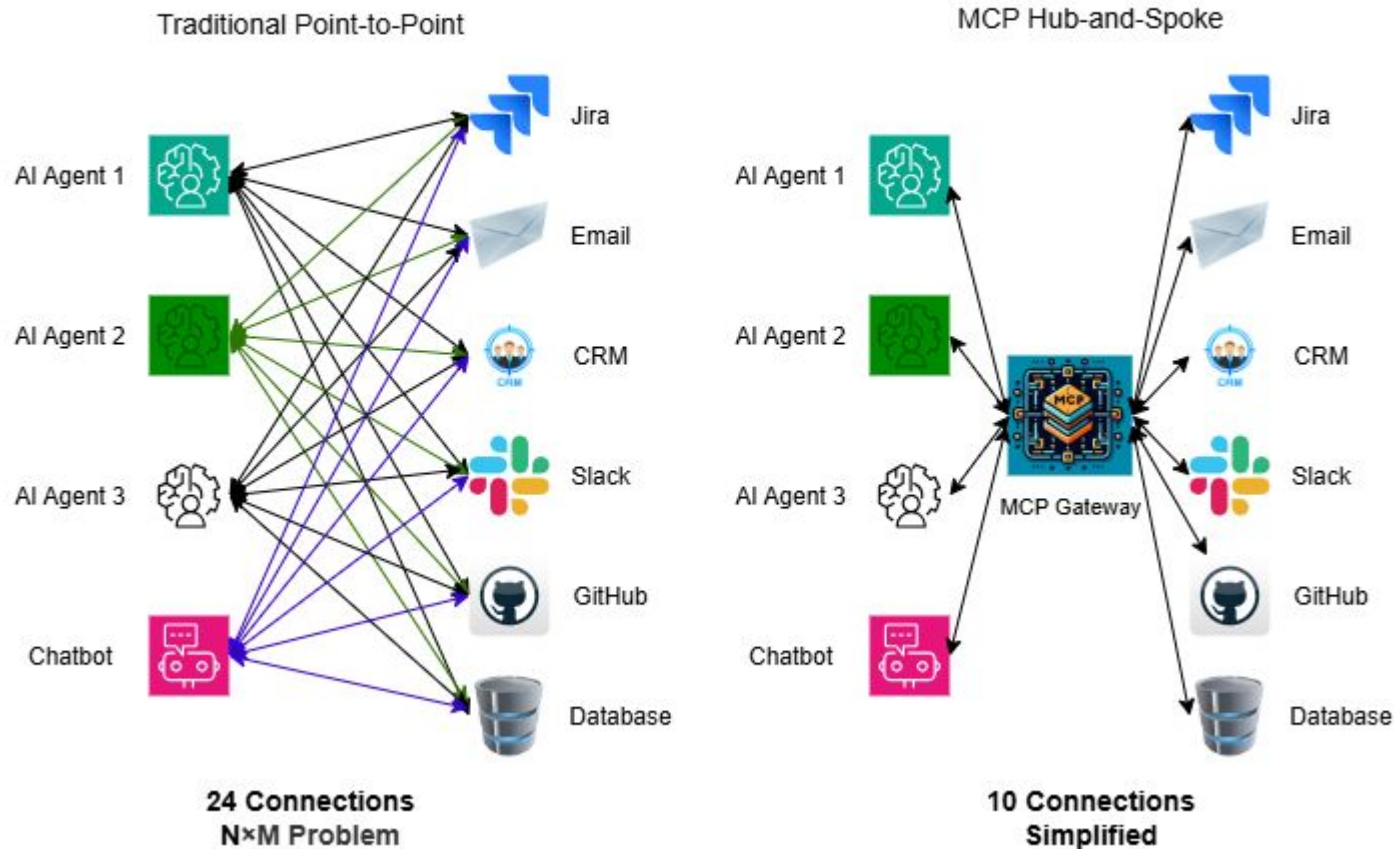 Traditional Point-to-Point
Jira
AI Agent 1
Email
AI Agent 2
CRM
CRM
AI Agent 3
Slack
GitHub
Chatbot
Database
24 Connections
N×M Problem
MCP Hub-and-Spoke
Jira
AI Agent 1
Email
AI Agent 2
CRM
CRM
MCP
MCP Gateway
AI Agent 3
Slack
GitHub
Chatbot
Database
10 Connections
Simplified